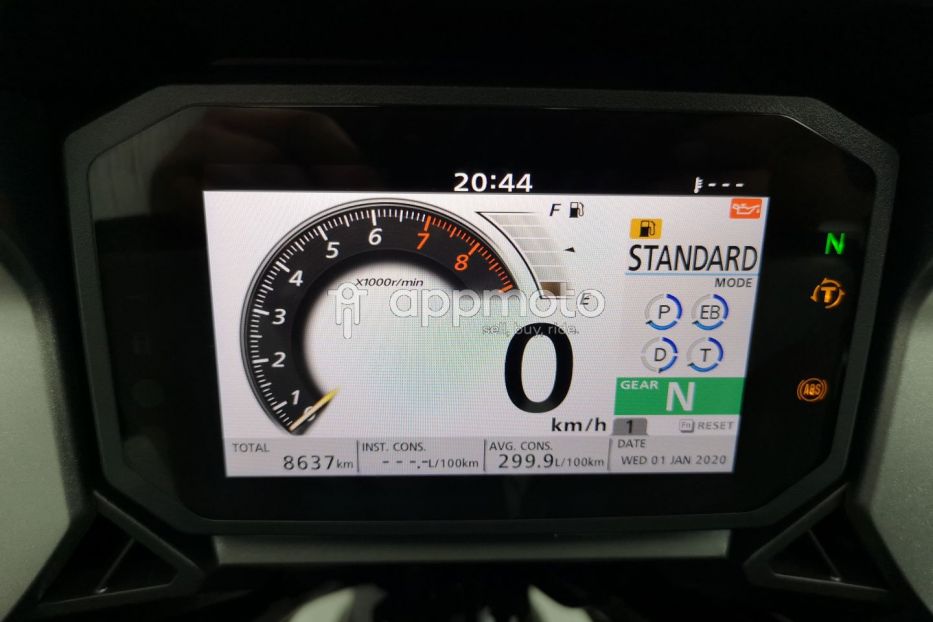 20:44
---
F
STANDARD
MODE
1 2 3 4 5 6 7 8
x1000r/min
E
P EB
D T
appmoto
sell, buy, ride.
0
km/h
GEAR N
1 Fn RESET
TOTAL
8637km
INST. CONS.
---.-L/100km
AVG. CONS.
299.9L/100km
DATE
WED 01 JAN 2020
N
T
ABS